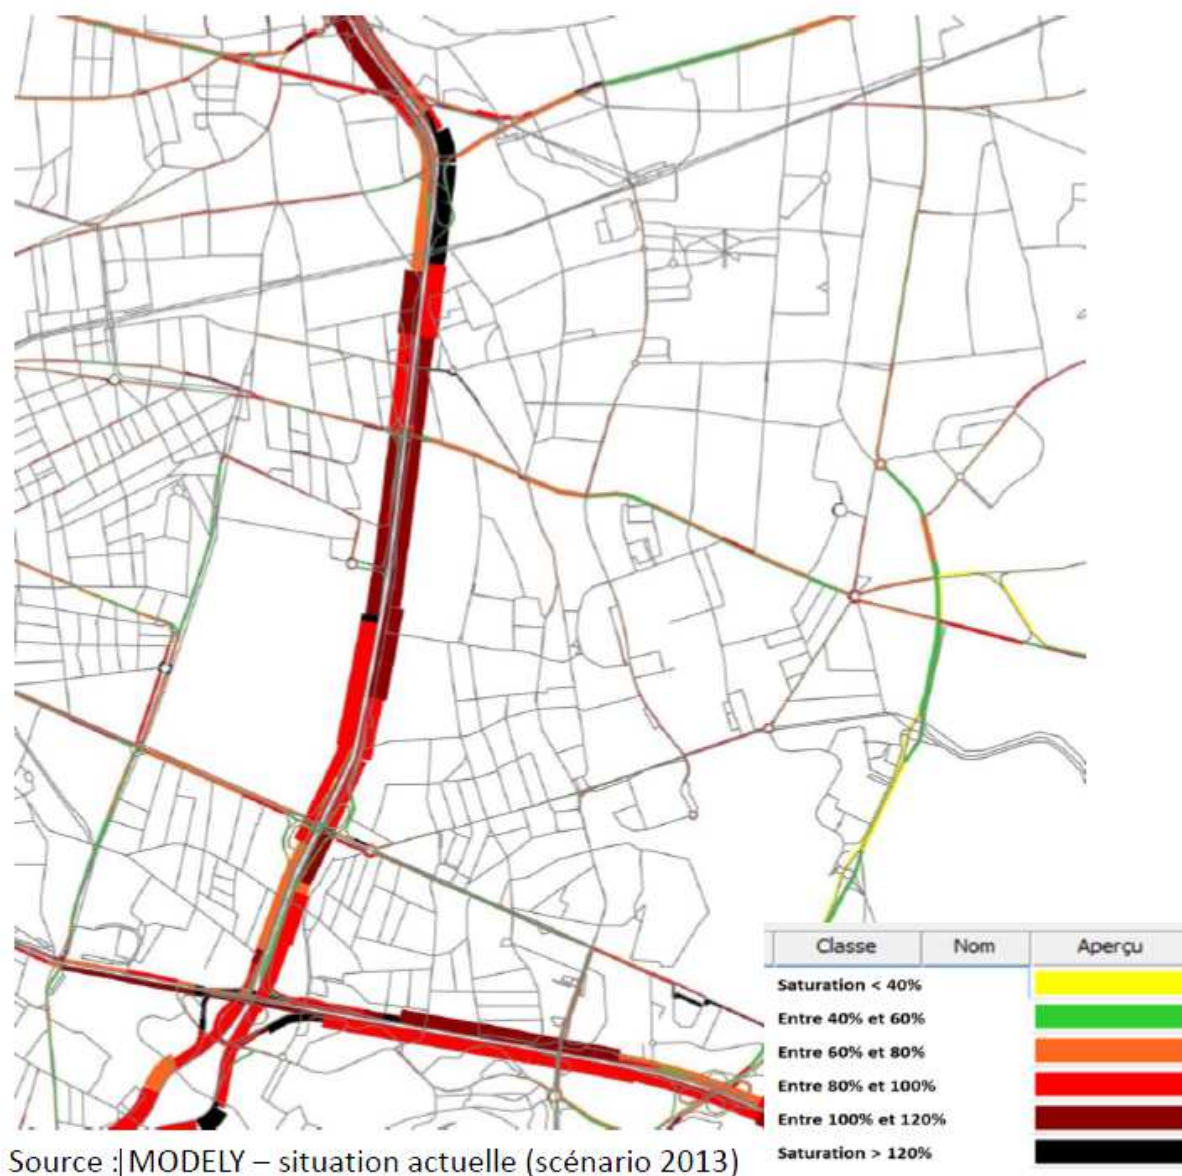 Classe Nom Aperçu
Saturation < 40%
Entre 40% et 60%
Entre 60% et 80%
Entre 80% et 100%
Entre 100% et 120%
Saturation > 120%
Source : MODELY – situation actuelle (scénario 2013)